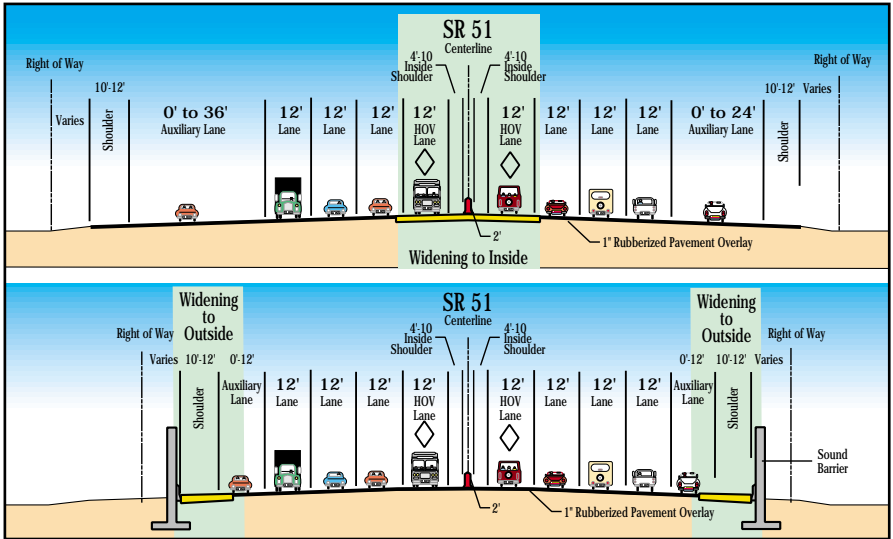 SR 51
Centerline
4'-10
Inside
Shoulder
4'-10
Inside
Shoulder
Right of Way
Right of Way
10'-12'
10'-12'
Varies
Varies
Shoulder
0' to 36'
Auxiliary Lane
12'
Lane
12'
Lane
12'
Lane
12'
HOV
Lane
12'
HOV
Lane
12'
Lane
12'
Lane
12'
Lane
0' to 24'
Auxiliary Lane
Shoulder
2'
1" Rubberized Pavement Overlay
Widening to Inside
Widening
to
Outside
SR 51
Centerline
4'-10
Inside
Shoulder
4'-10
Inside
Shoulder
Widening
to
Outside
Right of Way
Right of Way
Varies
10'-12'
0'-12'
0'-12'
10'-12'
Varies
Shoulder
Auxiliary
Lane
12'
Lane
12'
Lane
12'
Lane
12'
HOV
Lane
12'
HOV
Lane
12'
Lane
12'
Lane
12'
Lane
Auxiliary
Lane
Shoulder
Sound
Barrier
2'
1" Rubberized Pavement Overlay